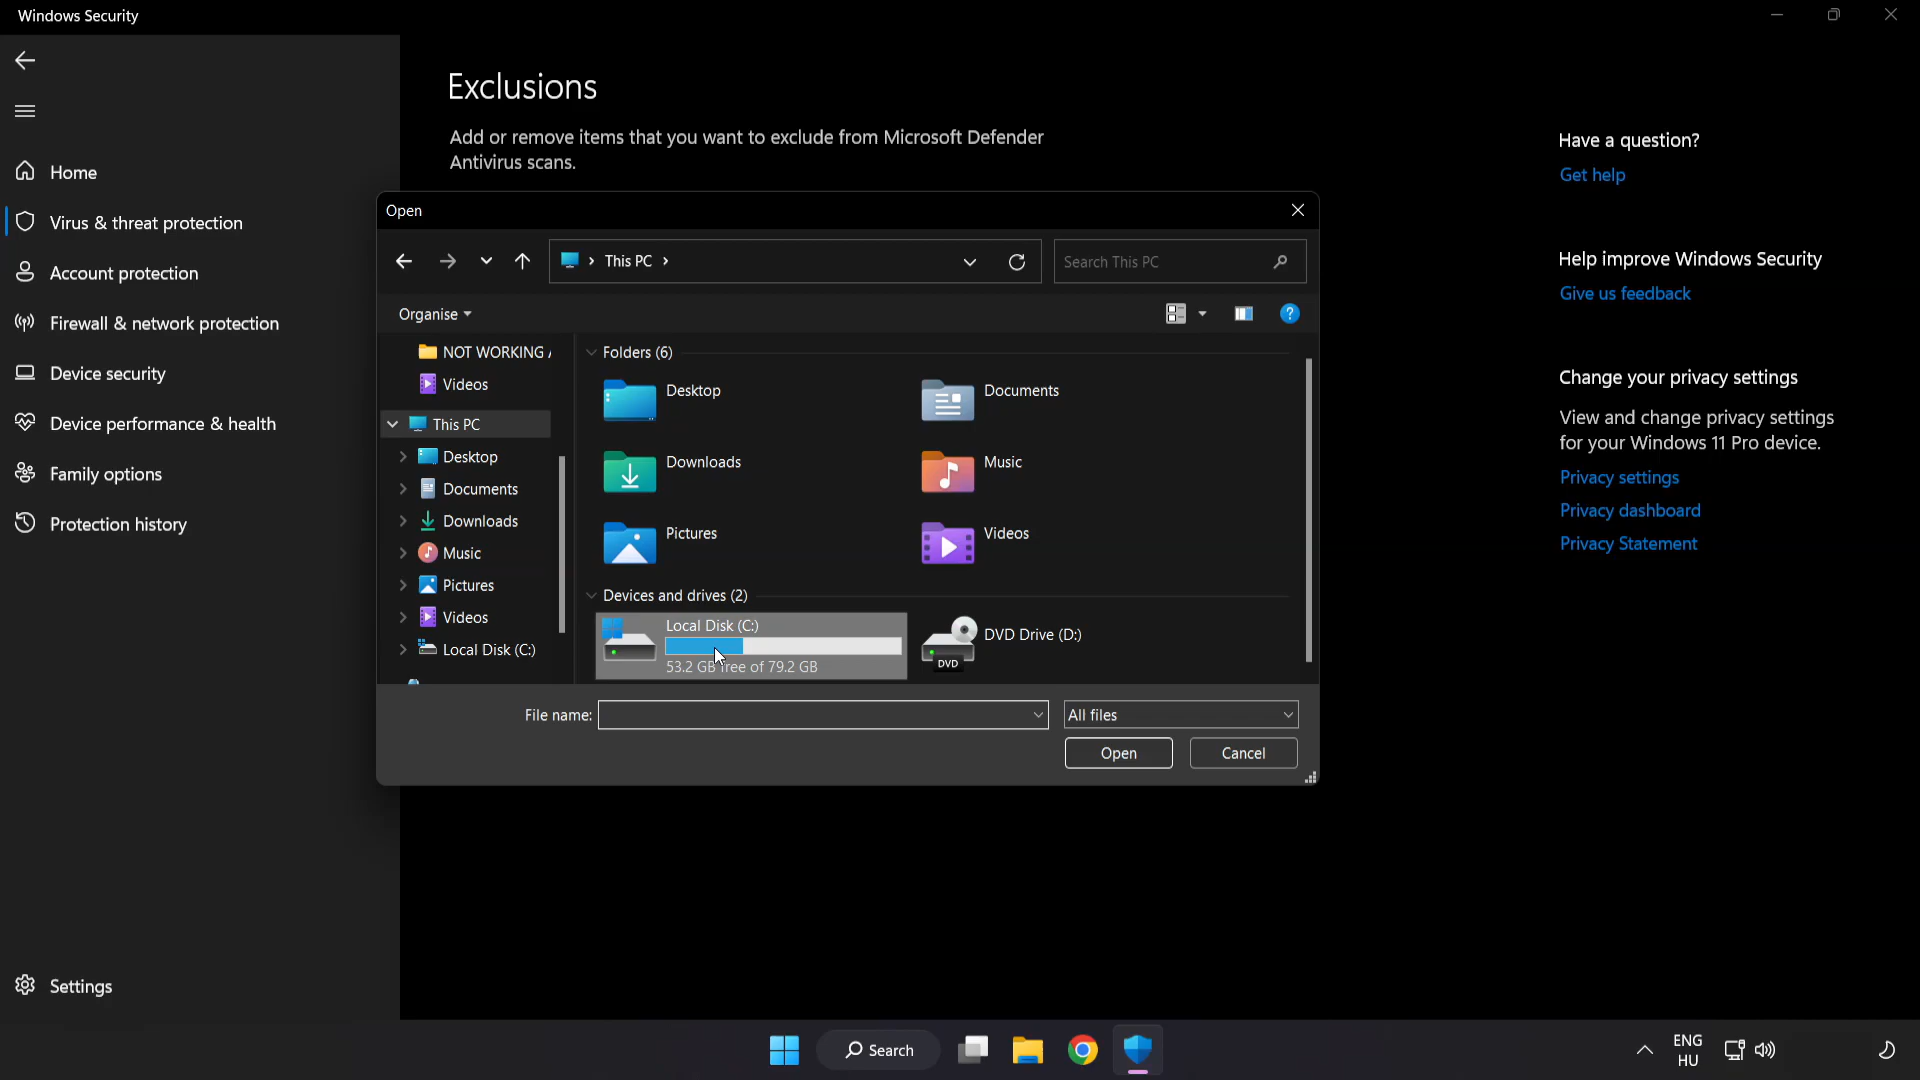 Windows Security
Home
Virus & threat protection
Account protection
Firewall & network protection
Device security
Device performance & health
Family options
Protection history
Settings
Exclusions
Add or remove items that you want to exclude from Microsoft Defender
Antivirus scans.
Open
This PC
Search This PC
Organise
NOT WORKING
Videos
This PC
Desktop
Documents
Downloads
Music
Pictures
Videos
Local Disk (C:)
Folders (6)
Desktop
Documents
Downloads
Music
Pictures
Videos
Devices and drives (2)
Local Disk (C:)
53.2 GB free of 79.2 GB
DVD Drive (D:)
DVD
File name:
All files
Open
Cancel
Have a question?
Get help
Help improve Windows Security
Give us feedback
Change your privacy settings
View and change privacy settings
for your Windows 11 Pro device.
Privacy settings
Privacy dashboard
Privacy Statement
Search
ENG
HU